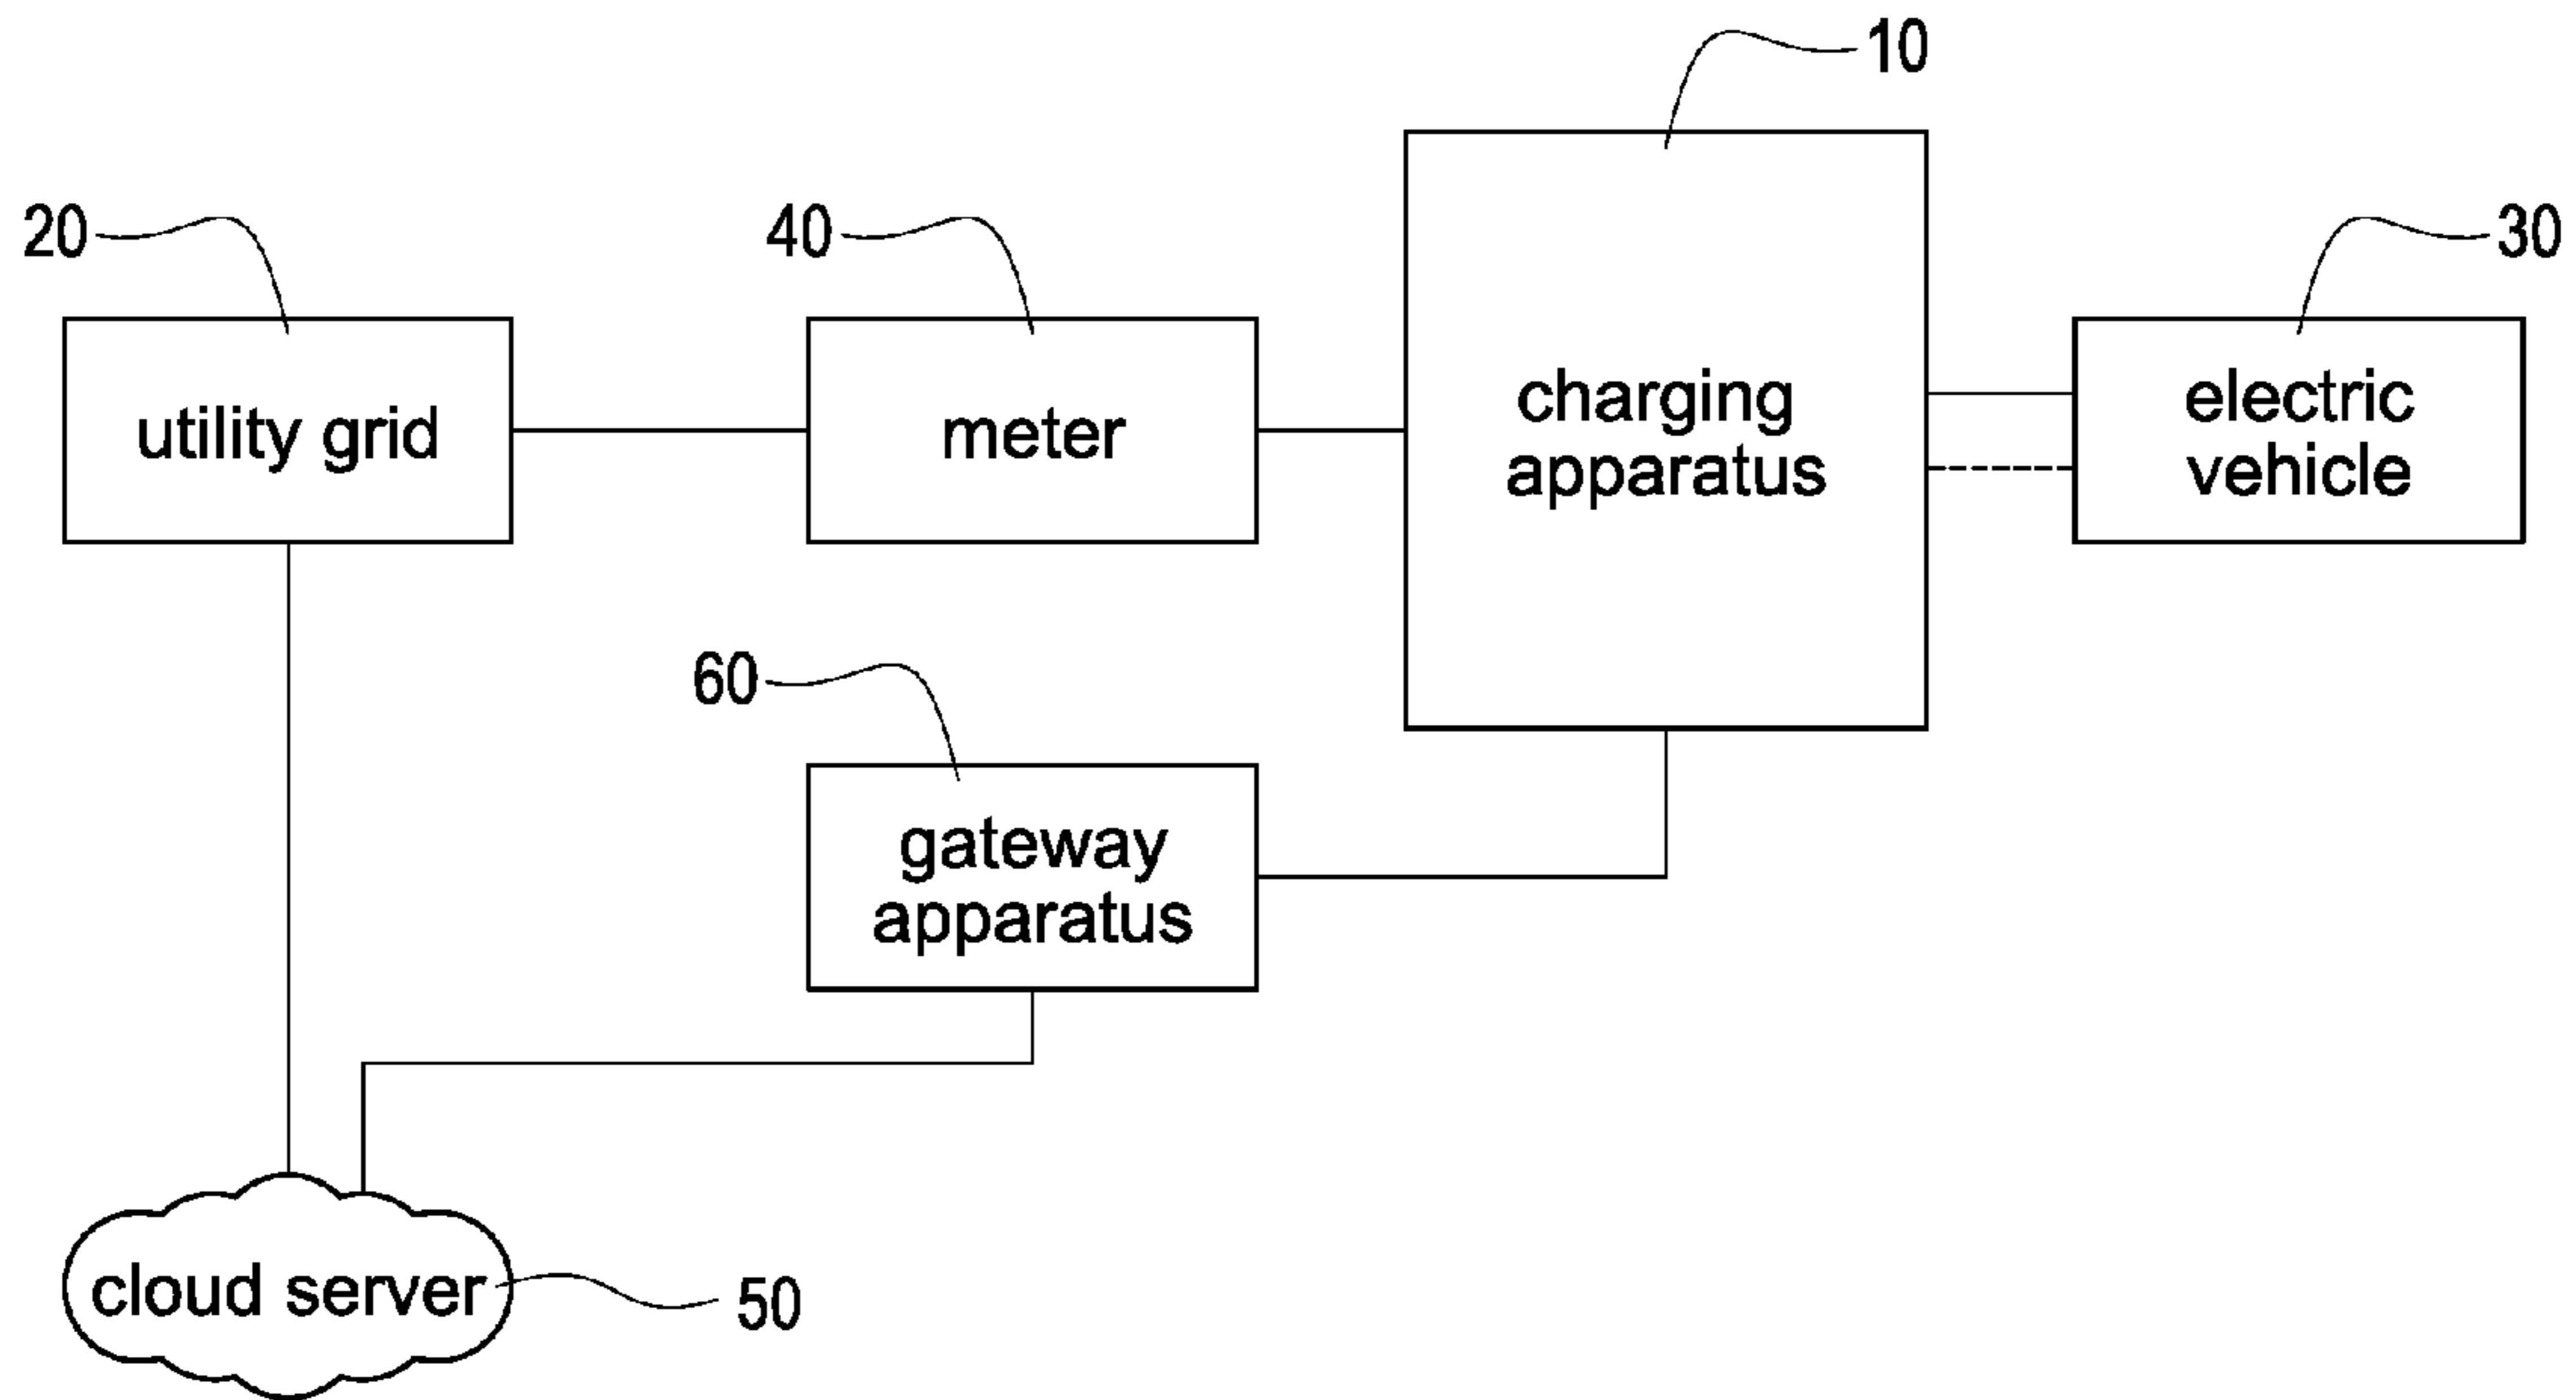 10
20
40
30
utility grid
meter
charging
apparatus
electric
vehicle
60
gateway
apparatus
cloud server
50